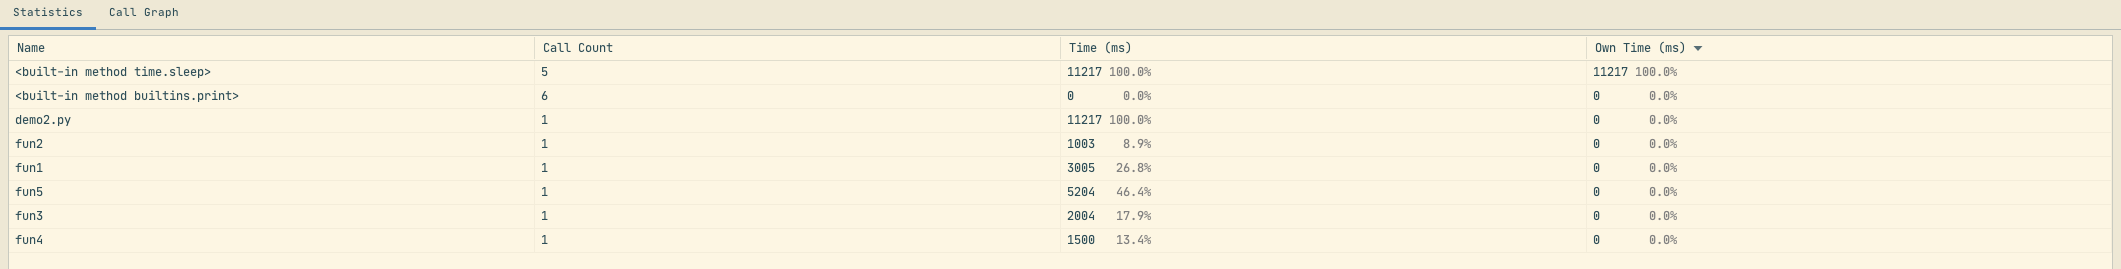 Statistics Call Graph
Name Call Count Time (ms) Own Time (ms)
<built-in method time.sleep> 5 11217 100.0% 11217 100.0%
<built-in method builtins.print> 6 0 0.0% 0 0.0%
demo2.py 1 11217 100.0% 0 0.0%
fun2 1 1003 8.9% 0 0.0%
fun1 1 3005 26.8% 0 0.0%
fun5 1 5204 46.4% 0 0.0%
fun3 1 2004 17.9% 0 0.0%
fun4 1 1500 13.4% 0 0.0%